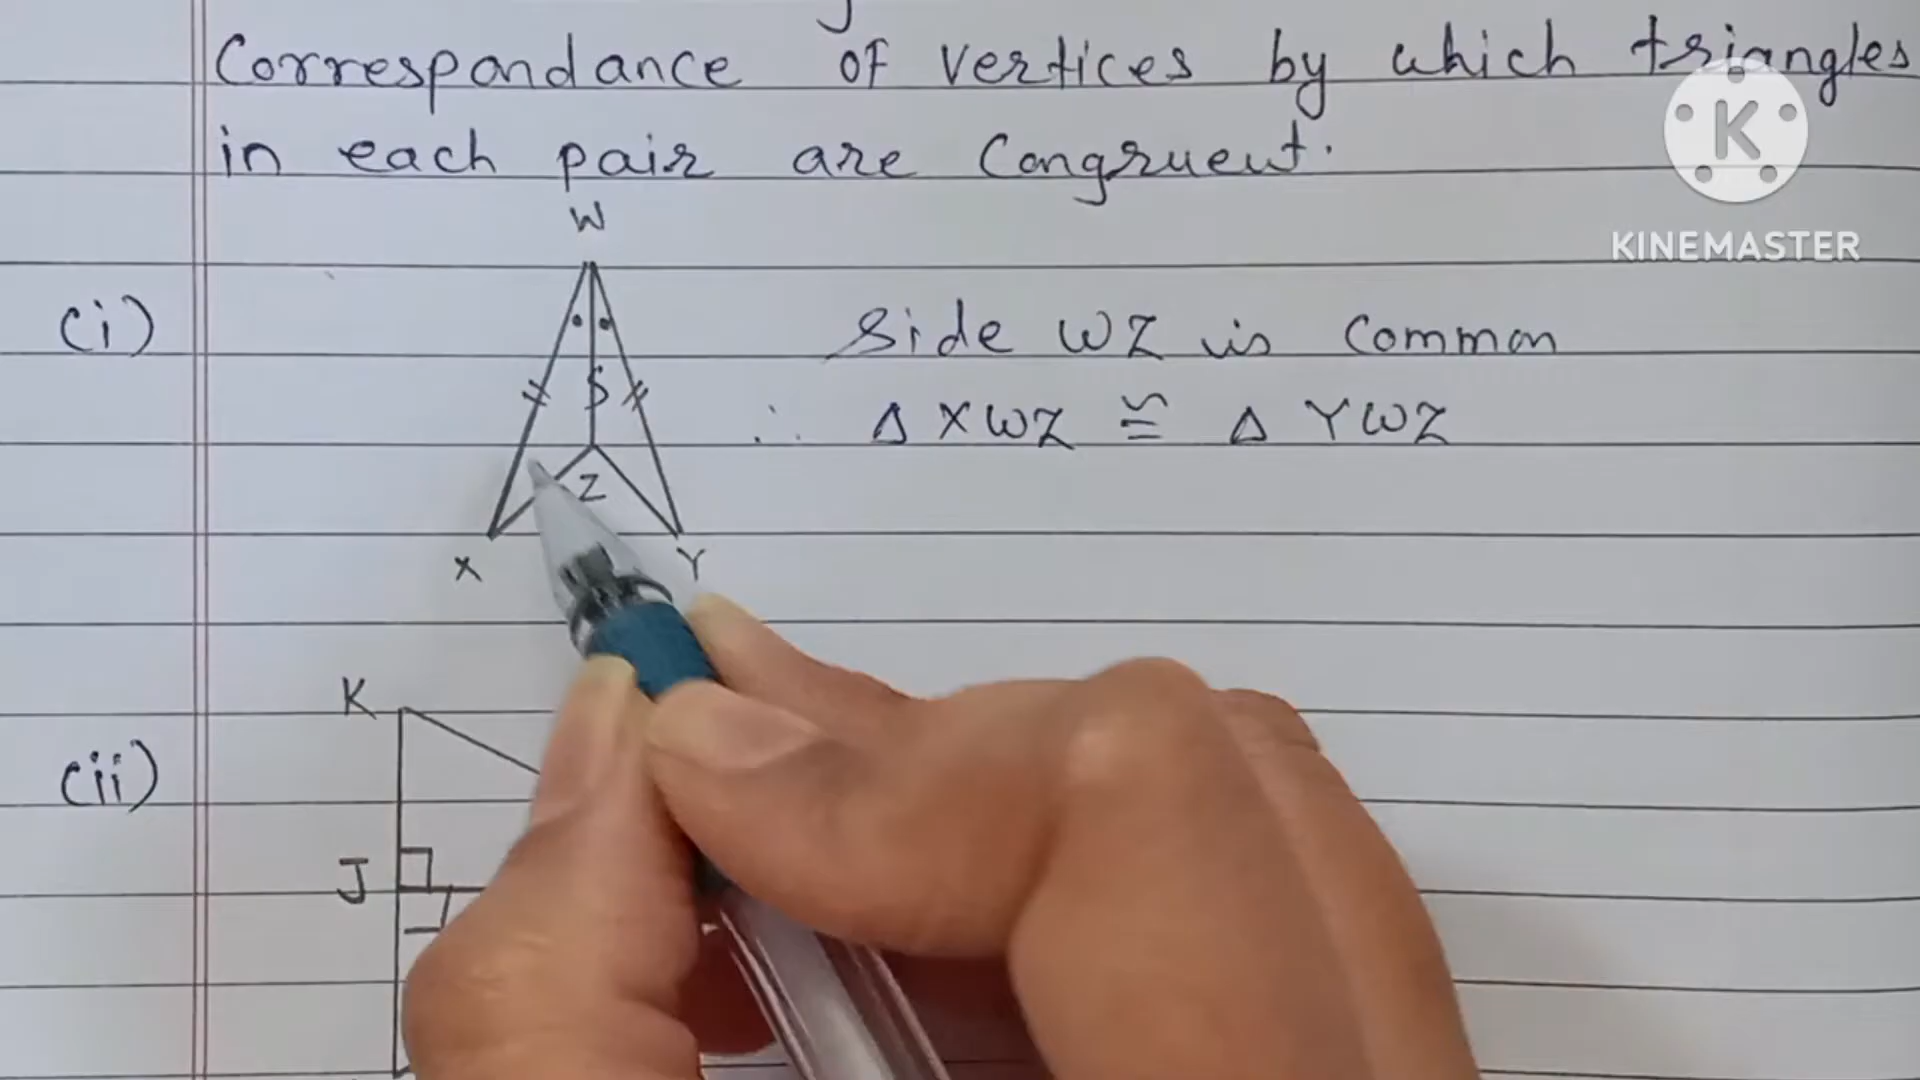 Correspondance of vertices by which triangles
in each pair are Congruent.
W
(i)
Side WZ is Common
∴ Δ XWZ ≅ Δ YWZ
Z
X
Y
K
(ii)
J
K
KINEMASTER